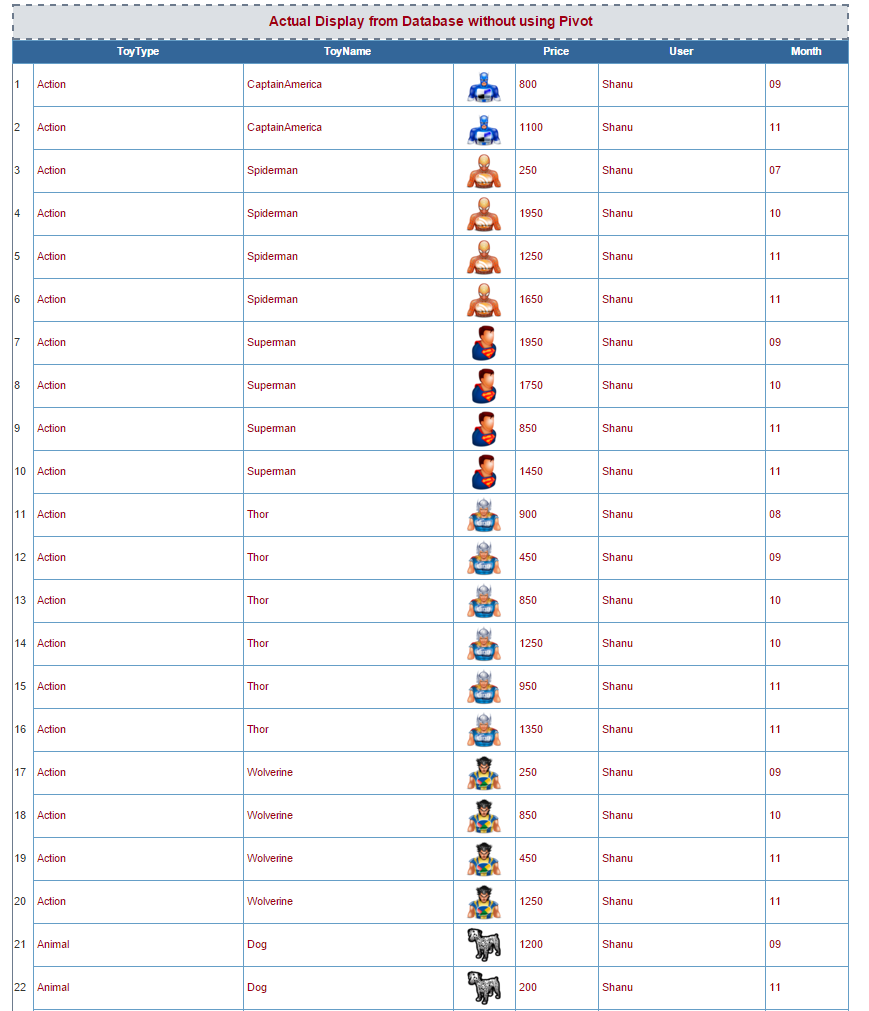 Actual Display from Database without using Pivot
ToyType ToyName Price User Month
1 Action CaptainAmerica 800 Shanu 09
2 Action CaptainAmerica 1100 Shanu 11
3 Action Spiderman 250 Shanu 07
4 Action Spiderman 1950 Shanu 10
5 Action Spiderman 1250 Shanu 11
6 Action Spiderman 1650 Shanu 11
7 Action Superman 1950 Shanu 09
8 Action Superman 1750 Shanu 10
9 Action Superman 850 Shanu 11
10 Action Superman 1450 Shanu 11
11 Action Thor 900 Shanu 08
12 Action Thor 450 Shanu 09
13 Action Thor 850 Shanu 10
14 Action Thor 1250 Shanu 10
15 Action Thor 950 Shanu 11
16 Action Thor 1350 Shanu 11
17 Action Wolverine 250 Shanu 09
18 Action Wolverine 850 Shanu 10
19 Action Wolverine 450 Shanu 11
20 Action Wolverine 1250 Shanu 11
21 Animal Dog 1200 Shanu 09
22 Animal Dog 200 Shanu 11